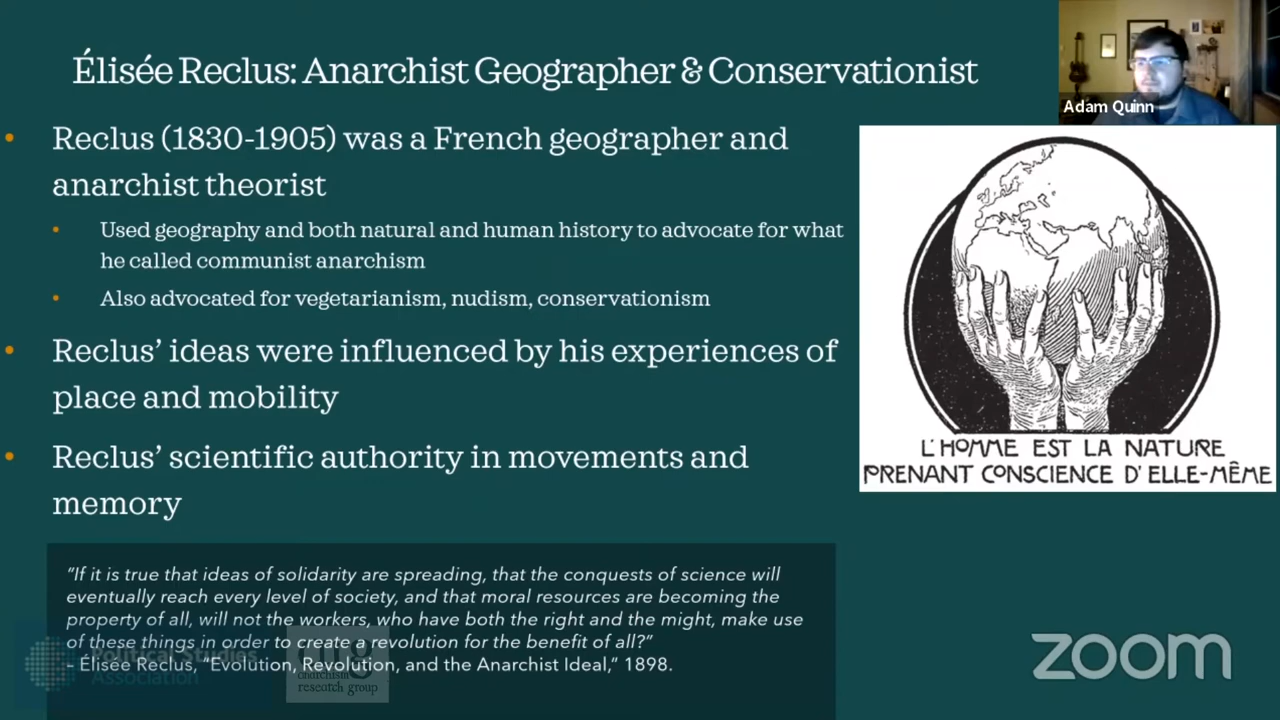 Élisée Reclus: Anarchist Geographer & Conservationist
Adam Quinn
• Reclus (1830-1905) was a French geographer and
anarchist theorist
• Used geography and both natural and human history to advocate for what
he called communist anarchism
• Also advocated for vegetarianism, nudism, conservationism
• Reclus’ ideas were influenced by his experiences of
place and mobility
• Reclus’ scientific authority in movements and
memory
L'HOMME EST LA NATURE
PRENANT CONSCIENCE D'ELLE-MÊME
”If it is true that ideas of solidarity are spreading, that the conquests of science will
eventually reach every level of society, and that moral resources are becoming the
property of all, will not the workers, who have both the right and the might, make use
of these things in order to create a revolution for the benefit of all?”
– Élisée Reclus, “Evolution, Revolution, and the Anarchist Ideal,” 1898.
Political Studies
Association
anarchism
research group
zoom